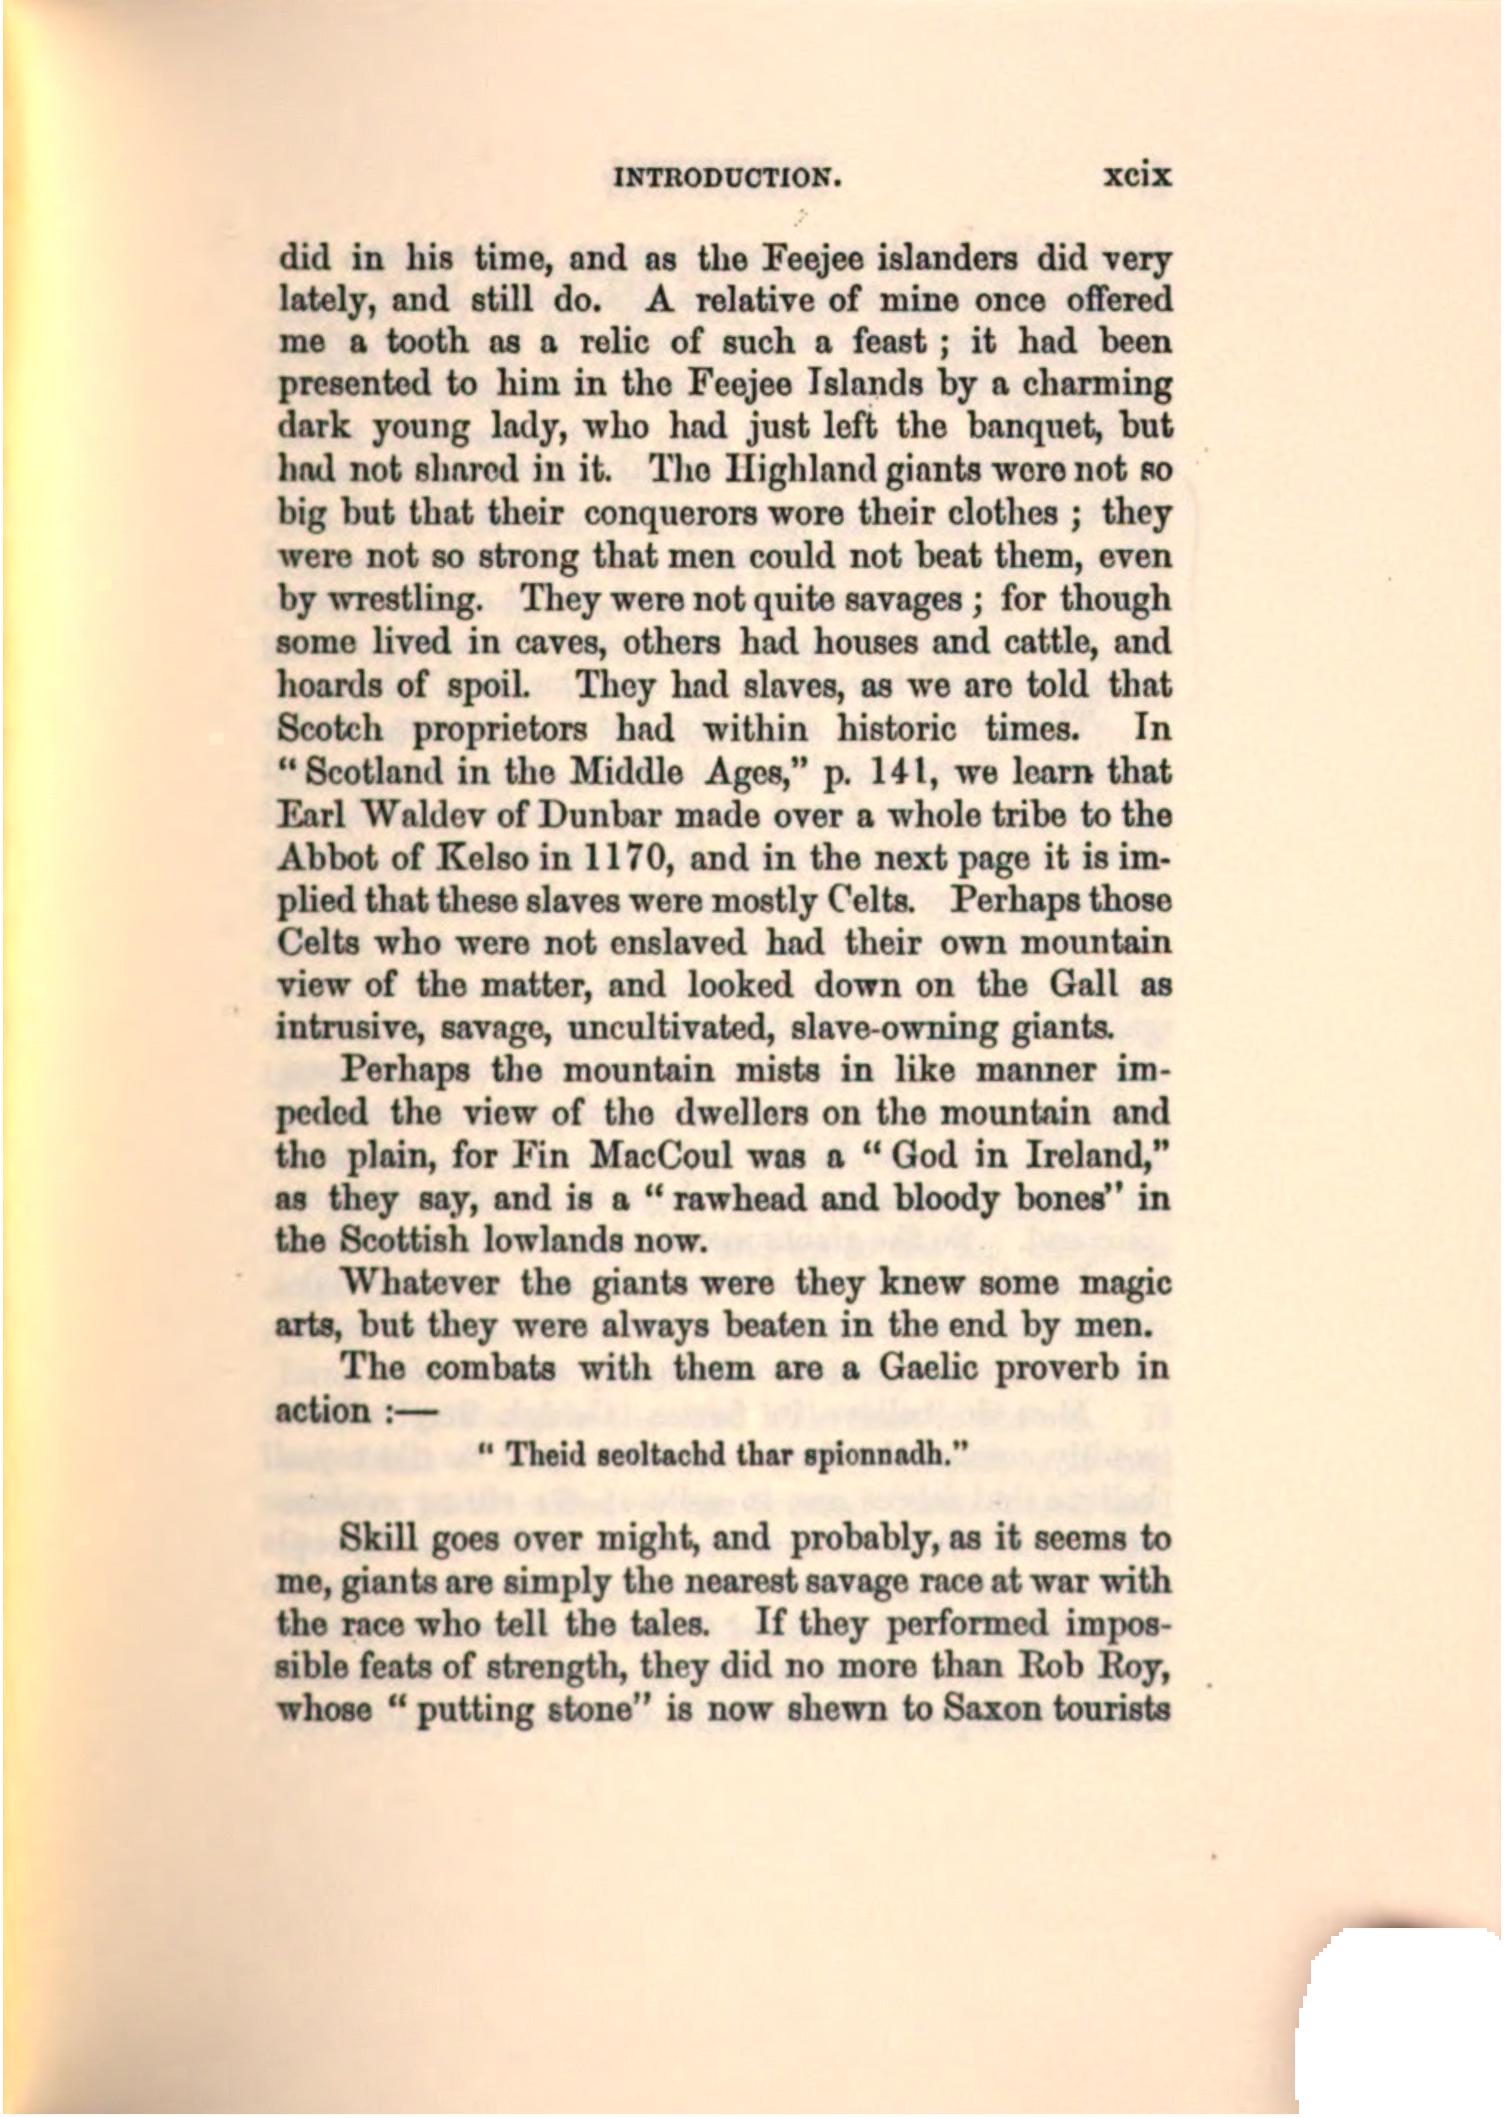 INTRODUCTION. xcix
did in his time, and as the Feejee islanders did very
lately, and still do. A relative of mine once offered
me a tooth as a relic of such a feast ; it had been
presented to him in the Feejee Islands by a charming
dark young lady, who had just left the banquet, but
had not shared in it. The Highland giants were not so
big but that their conquerors wore their clothes ; they
were not so strong that men could not beat them, even
by wrestling. They were not quite savages ; for though
some lived in caves, others had houses and cattle, and
hoards of spoil. They had slaves, as we are told that
Scotch proprietors had within historic times. In
“ Scotland in the Middle Ages,” p. 141, we learn that
Earl Waldev of Dunbar made over a whole tribe to the
Abbot of Kelso in 1170, and in the next page it is im-
plied that these slaves were mostly Celts. Perhaps those
Celts who were not enslaved had their own mountain
view of the matter, and looked down on the Gall as
intrusive, savage, uncultivated, slave-owning giants.
Perhaps the mountain mists in like manner im-
peded the view of the dwellers on the mountain and
the plain, for Fin MacCoul was a “ God in Ireland,”
as they say, and is a “ rawhead and bloody bones” in
the Scottish lowlands now.
Whatever the giants were they knew some magic
arts, but they were always beaten in the end by men.
The combats with them are a Gaelic proverb in
action :—
“ Theid seoltachd thar spionnadh.”
Skill goes over might, and probably, as it seems to
me, giants are simply the nearest savage race at war with
the race who tell the tales. If they performed impos-
sible feats of strength, they did no more than Rob Roy,
whose “ putting stone” is now shewn to Saxon tourists